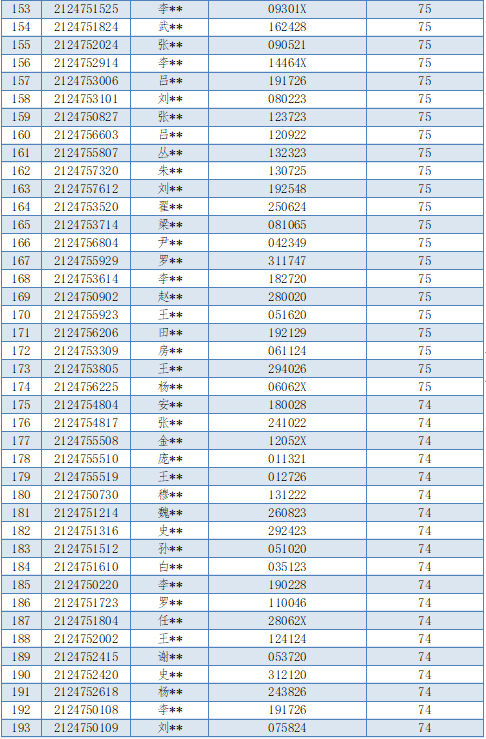 153 2124751525 李** 09301X 75
154 2124751824 武** 162428 75
155 2124752024 张** 090521 75
156 2124752914 李** 14464X 75
157 2124753006 吕** 191726 75
158 2124753101 刘** 080223 75
159 2124750827 张** 123723 75
160 2124756603 吕** 120922 75
161 2124755807 丛** 132323 75
162 2124757320 朱** 130725 75
163 2124757612 刘** 192548 75
164 2124753520 翟** 250624 75
165 2124753714 梁** 081065 75
166 2124756804 尹** 042349 75
167 2124755929 罗** 311747 75
168 2124753614 李** 182720 75
169 2124750902 赵** 280020 75
170 2124755923 王** 051620 75
171 2124756206 田** 192129 75
172 2124753309 房** 061124 75
173 2124753805 王** 294026 75
174 2124756225 杨** 06062X 75
175 2124754804 安** 180028 74
176 2124754817 张** 241022 74
177 2124755508 金** 12052X 74
178 2124755510 庞** 011321 74
179 2124755519 王** 012726 74
180 2124750730 穆** 131222 74
181 2124751214 魏** 260823 74
182 2124751316 史** 292423 74
183 2124751512 孙** 051020 74
184 2124751610 白** 035123 74
185 2124750220 李** 190228 74
186 2124751723 罗** 110046 74
187 2124751804 任** 28062X 74
188 2124752002 王** 124124 74
189 2124752415 谢** 053720 74
190 2124752420 史** 312120 74
191 2124752618 杨** 243826 74
192 2124750108 李** 191726 74
193 2124750109 刘** 075824 74